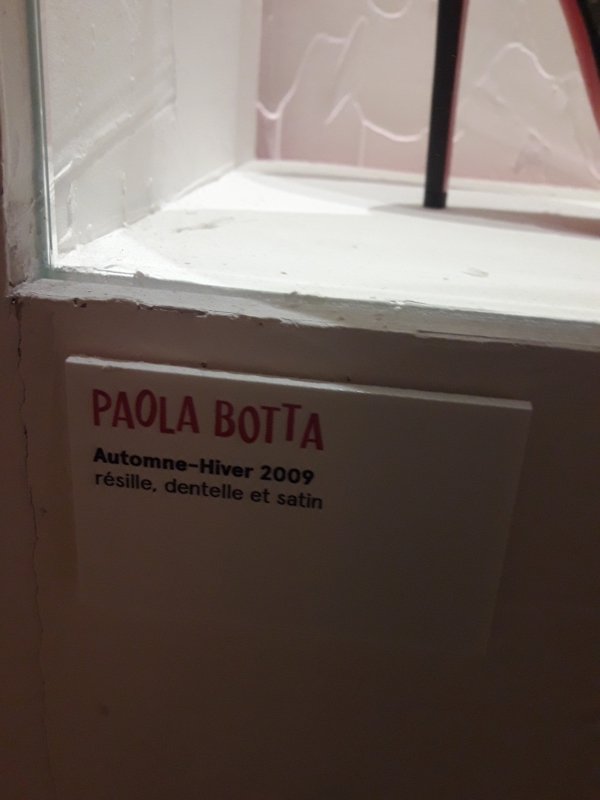 PAOLA BOTTA
Automne-Hiver 2009
résille, dentelle et satin